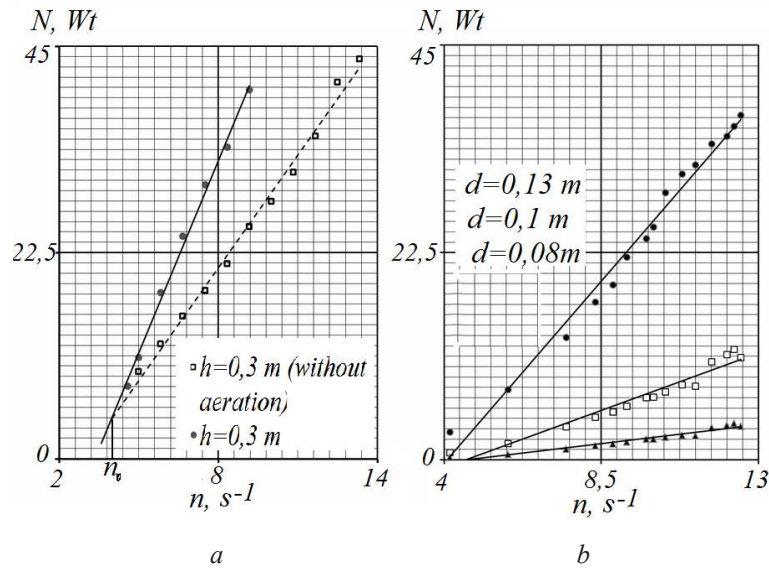 N, Wt
45
22,5
0
2
n₀
8
14
n, s⁻¹
h=0,3 m (without
aeration)
h=0,3 m
a
N, Wt
45
22,5
0
4
8,5
13
n, s⁻¹
d=0,13 m
d=0,1 m
d=0,08m
b